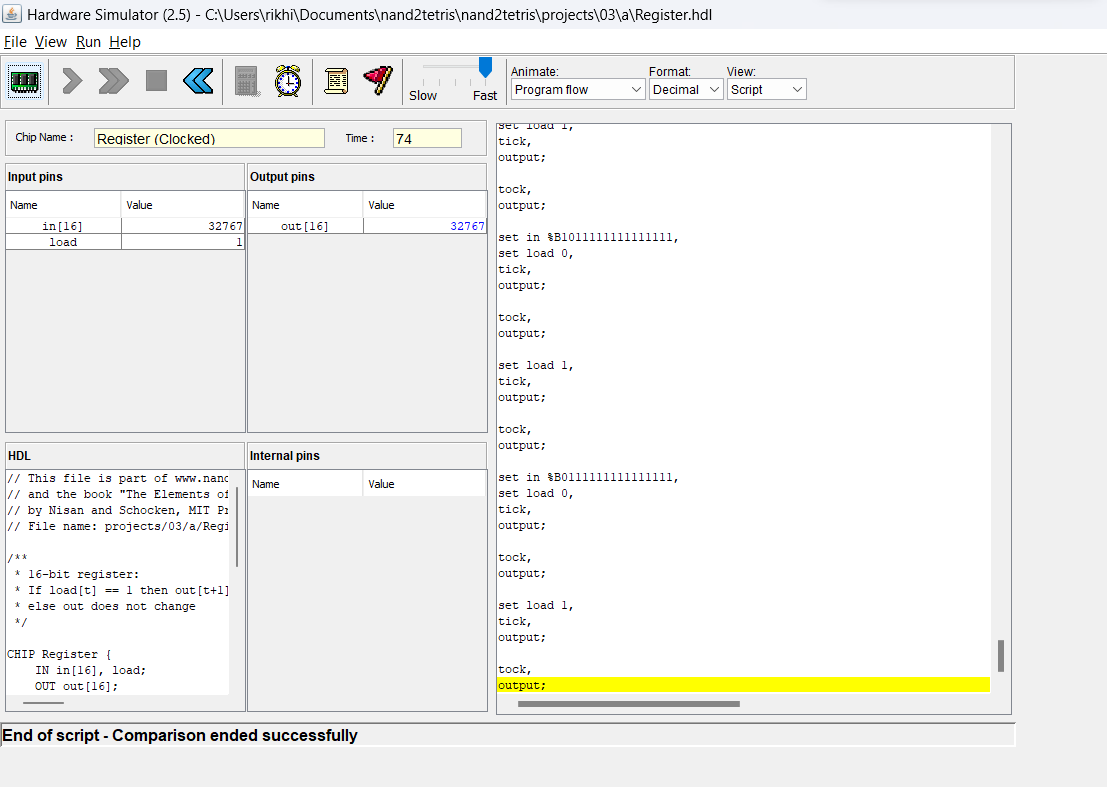 Hardware Simulator (2.5) - C:\Users\rikhi\Documents\nand2tetris\nand2tetris\projects\03\a\Register.hdl
File View Run Help
Slow Fast
Animate: Format: View:
Program flow Decimal Script
Chip Name : Register (Clocked) Time : 74
Input pins
Name Value
in[16] 32767
load 1
Output pins
Name Value
out[16] 32767
HDL
// This file is part of www.nand
// and the book "The Elements of
// by Nisan and Schocken, MIT Pr
// File name: projects/03/a/Regi
/**
* 16-bit register:
* If load[t] == 1 then out[t+1]
* else out does not change
*/
CHIP Register {
IN in[16], load;
OUT out[16];
Internal pins
Name Value
set load 1,
tick,
output;
tock,
output;
set in %B1011111111111111,
set load 0,
tick,
output;
tock,
output;
set load 1,
tick,
output;
tock,
output;
set in %B0111111111111111,
set load 0,
tick,
output;
tock,
output;
set load 1,
tick,
output;
tock,
output;
End of script - Comparison ended successfully